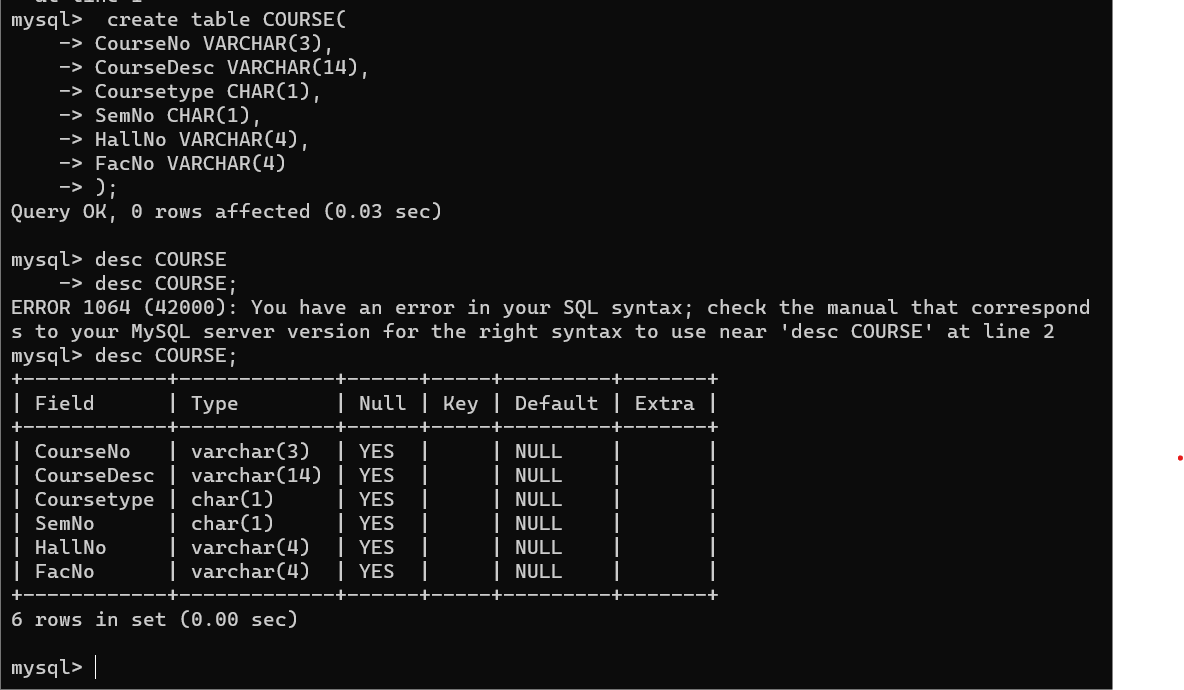 mysql>  create table COURSE(
    -> CourseNo VARCHAR(3),
    -> CourseDesc VARCHAR(14),
    -> Coursetype CHAR(1),
    -> SemNo CHAR(1),
    -> HallNo VARCHAR(4),
    -> FacNo VARCHAR(4)
    -> );
Query OK, 0 rows affected (0.03 sec)

mysql> desc COURSE
    -> desc COURSE;
ERROR 1064 (42000): You have an error in your SQL syntax; check the manual that correspond
s to your MySQL server version for the right syntax to use near 'desc COURSE' at line 2
mysql> desc COURSE;
+------------+-------------+------+-----+---------+-------+
| Field      | Type        | Null | Key | Default | Extra |
+------------+-------------+------+-----+---------+-------+
| CourseNo   | varchar(3)  | YES  |     | NULL    |       |
| CourseDesc | varchar(14) | YES  |     | NULL    |       |
| Coursetype | char(1)     | YES  |     | NULL    |       |
| SemNo      | char(1)     | YES  |     | NULL    |       |
| HallNo     | varchar(4)  | YES  |     | NULL    |       |
| FacNo      | varchar(4)  | YES  |     | NULL    |       |
+------------+-------------+------+-----+---------+-------+
6 rows in set (0.00 sec)

mysql>